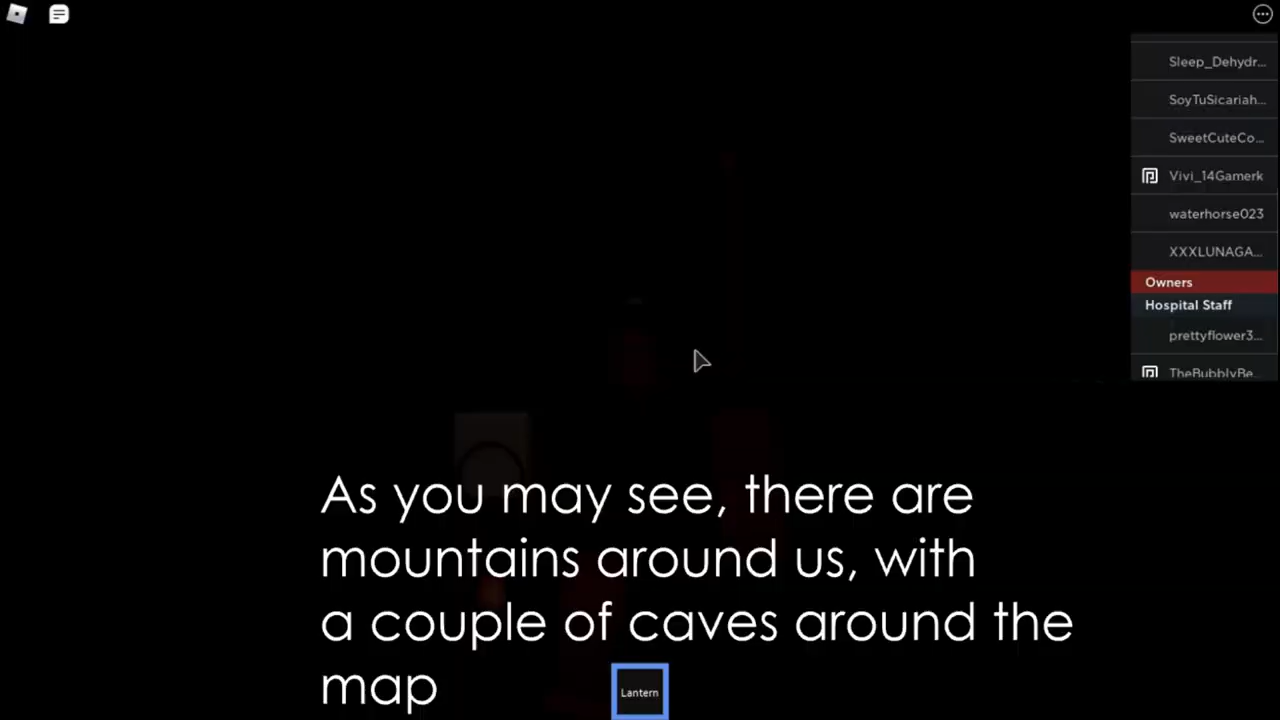 Sleep_Dehydr...
SoyTuSicariah...
SweetCuteCo...
Vivi_14Gamerk
waterhorse023
XXXLUNAGA...
Owners
Hospital Staff
prettyflower3...
TheBubblyBe...
As you may see, there are
mountains around us, with
a couple of caves around the
map
Lantern